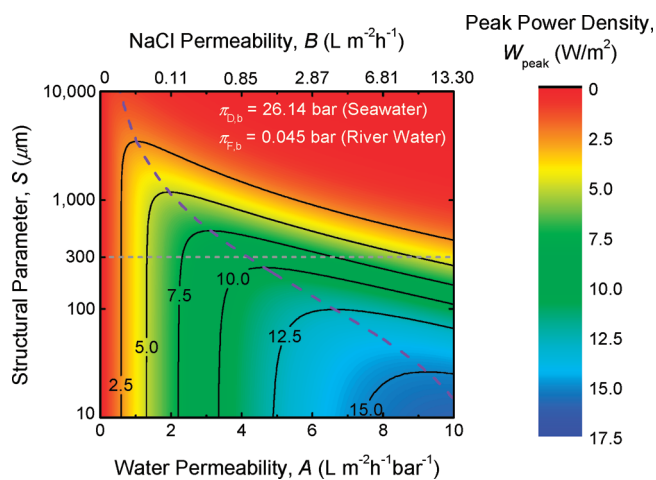 NaCl Permeability, B (L m⁻²h⁻¹)
0 0.11 0.85 2.87 6.81 13.30
Peak Power Density,
W_peak (W/m²)
Structural Parameter, S (μm)
10,000
1,000
300
100
10
π_D,b = 26.14 bar (Seawater)
π_F,b = 0.045 bar (River Water)
2.5
5.0
7.5
10.0
12.5
15.0
0 2 4 6 8 10
Water Permeability, A (L m⁻²h⁻¹bar⁻¹)
0
2.5
5.0
7.5
10.0
12.5
15.0
17.5